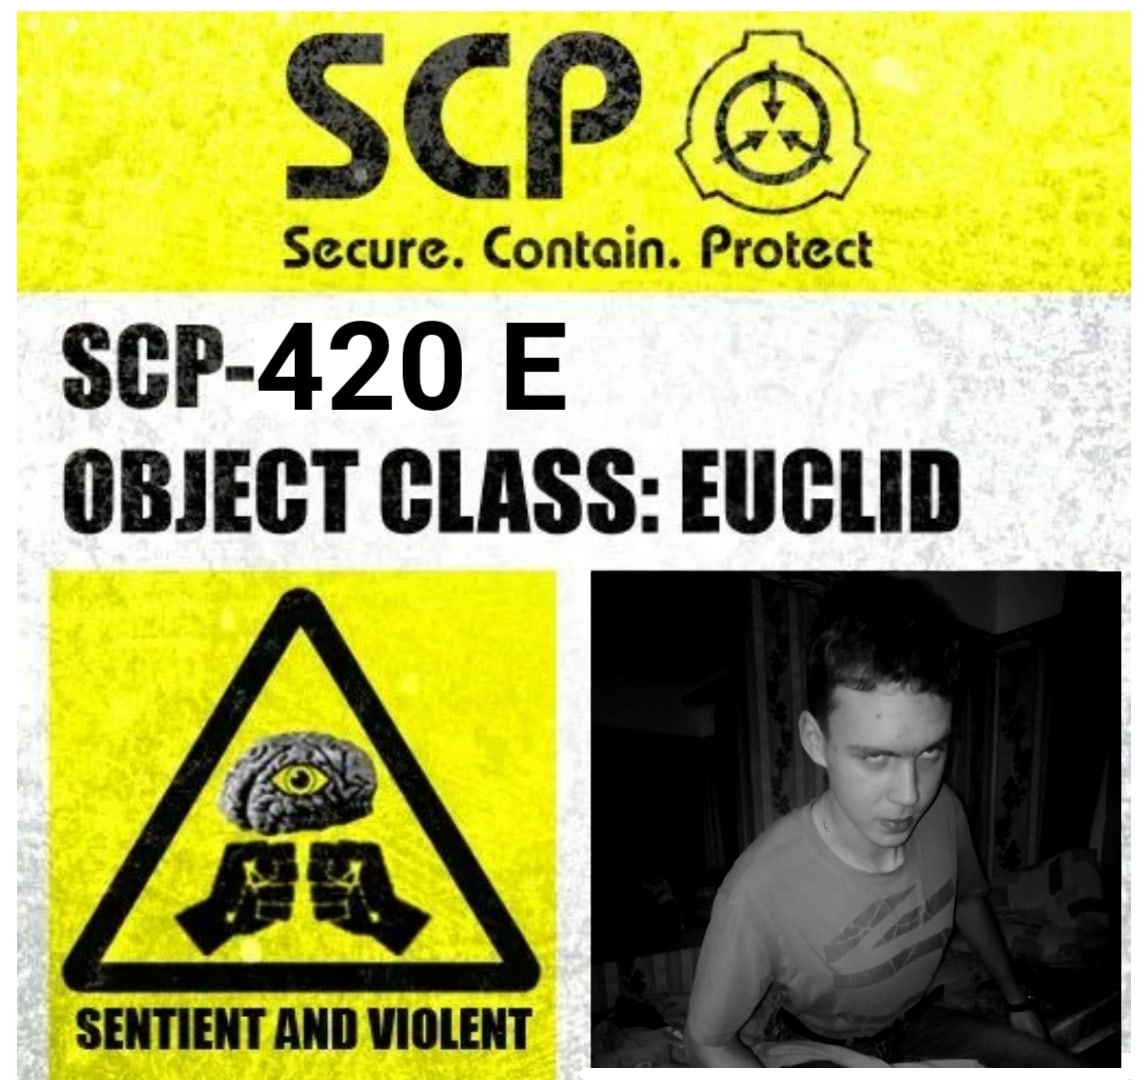 SCP
Secure. Contain. Protect
SCP-420 E
OBJECT CLASS: EUCLID
SENTIENT AND VIOLENT